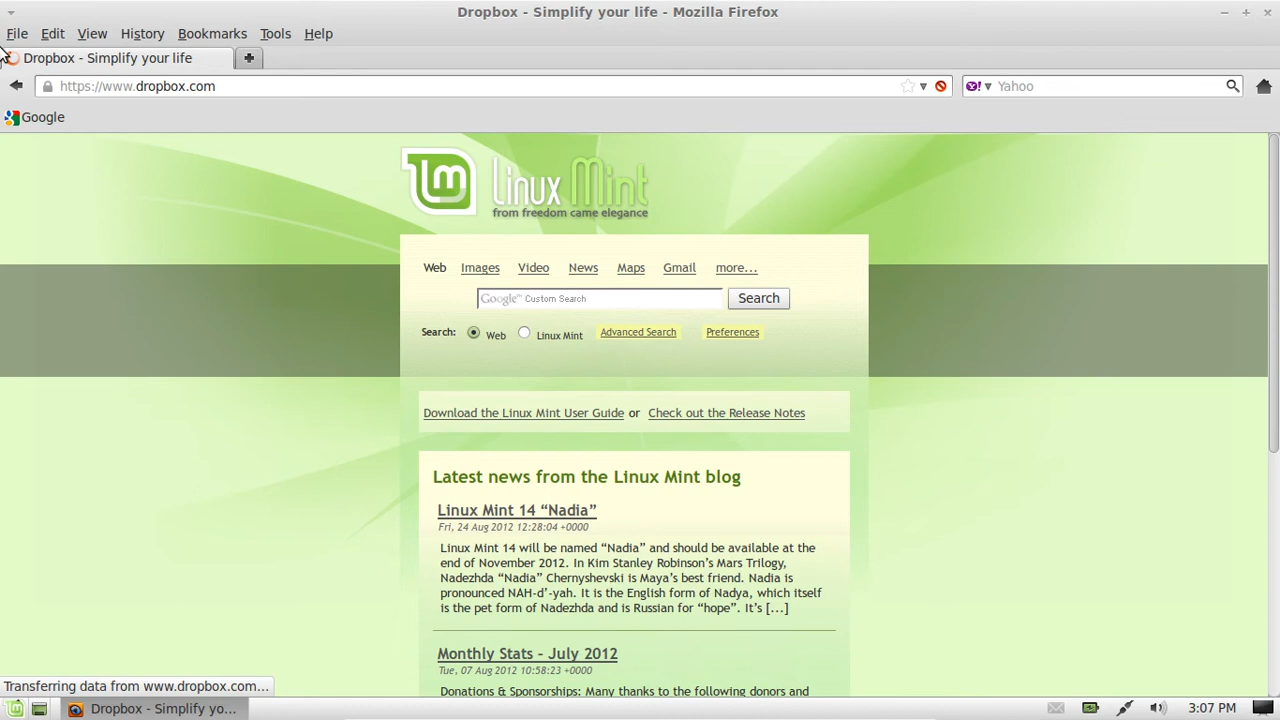 Dropbox - Simplify your life - Mozilla Firefox
File Edit View History Bookmarks Tools Help
Dropbox - Simplify your life
https://www.dropbox.com
Yahoo
Google
Linux Mint
from freedom came elegance
Web Images Video News Maps Gmail more...
Google™ Custom Search Search
Search: Web Linux Mint Advanced Search Preferences
Download the Linux Mint User Guide or Check out the Release Notes
Latest news from the Linux Mint blog
Linux Mint 14 “Nadia”
Fri, 24 Aug 2012 12:28:04 +0000
Linux Mint 14 will be named “Nadia” and should be available at the
end of November 2012. In Kim Stanley Robinson’s Mars Trilogy,
Nadezhda “Nadia” Chernyshevski is Maya’s best friend. Nadia is
pronounced NAH-d’-yah. It is the English form of Nadya, which itself
is the pet form of Nadezhda and is Russian for “hope”. It’s [...]
Monthly Stats – July 2012
Tue, 07 Aug 2012 10:58:23 +0000
Donations & Sponsorships: Many thanks to the following donors and
Transferring data from www.dropbox.com...
Dropbox - Simplify yo...
3:07 PM